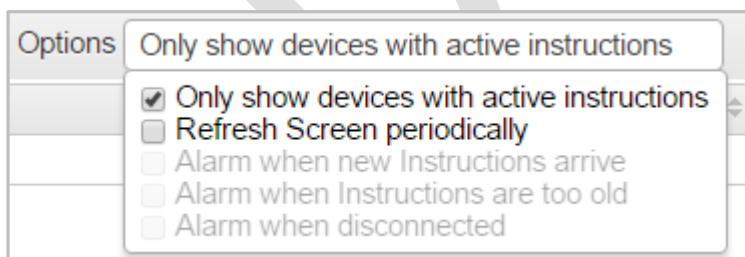 Options Only show devices with active instructions
Only show devices with active instructions
Refresh Screen periodically
Alarm when new Instructions arrive
Alarm when Instructions are too old
Alarm when disconnected